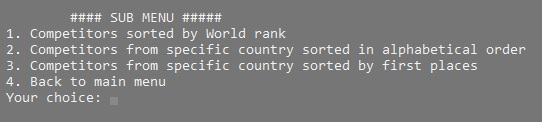 #### SUB MENU #####
1. Competitors sorted by World rank
2. Competitors from specific country sorted in alphabetical order
3. Competitors from specific country sorted by first places
4. Back to main menu
Your choice: